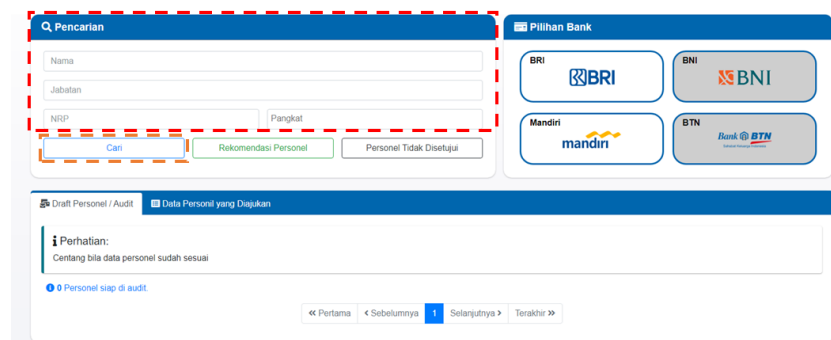 Pencarian
Nama
Jabatan
NRP
Pangkat
Cari
Rekomendasi Personel
Personel Tidak Disetujui
Pilihan Bank
BRI
BRI
BNI
BNI
Mandiri
mandiri
BTN
Bank BTN
Draft Personel / Audit
Data Personil yang Diajukan
Perhatian:
Centang bila data personel sudah sesuai
0 Personel siap di audit.
Pertama
Sebelumnya
1
Selanjutnya
Terakhir